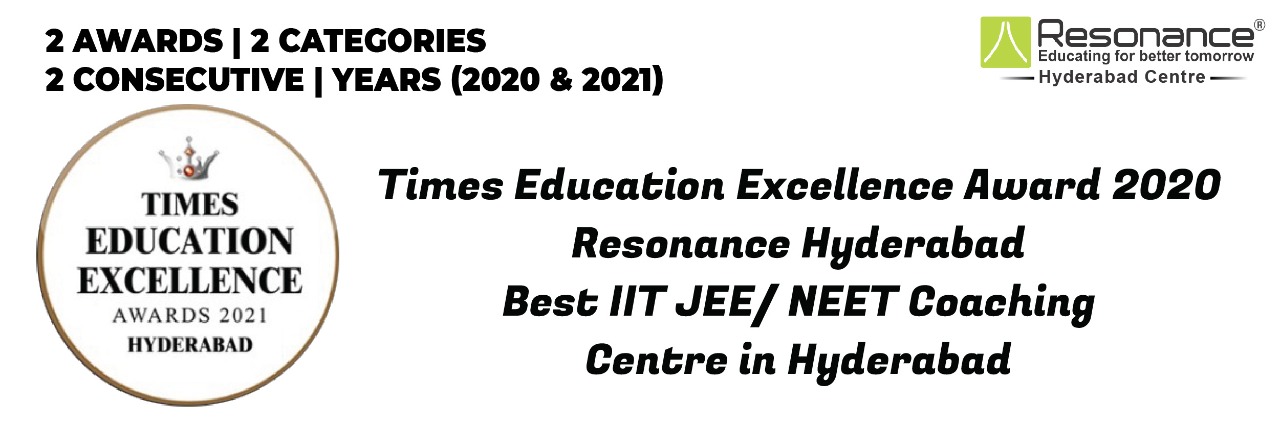 2 AWARDS | 2 CATEGORIES
2 CONSECUTIVE | YEARS (2020 & 2021)
Resonance®
Educating for better tomorrow
Hyderabad Centre
TIMES
EDUCATION
EXCELLENCE
AWARDS 2021
HYDERABAD
Times Education Excellence Award 2020
Resonance Hyderabad
Best IIT JEE/ NEET Coaching
Centre in Hyderabad